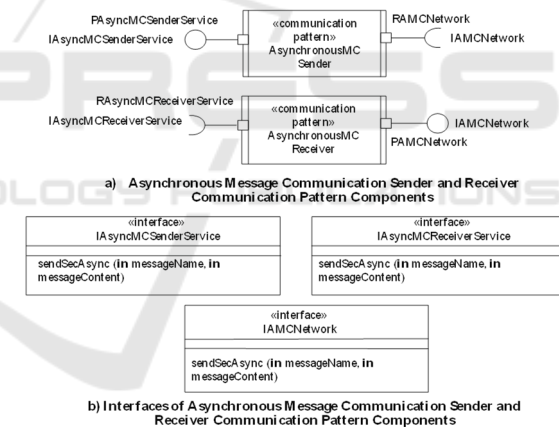 PAsyncMCSenderService
IAsyncMCSenderService
«communication
pattern»
AsynchronousMC
Sender
RAMCNetwork
IAMCNetwork
RAsyncMCReceiverService
IAsyncMCReceiverService
«communication
pattern»
AsynchronousMC
Receiver
IAMCNetwork
PAMCNetwork
a) Asynchronous Message Communication Sender and Receiver
Communication Pattern Components
«interface»
IAsyncMCSenderService
sendSecAsync (in messageName, in
messageContent)
«interface»
IAsyncMCReceiverService
sendSecAsync (in messageName, in
messageContent)
«interface»
IAMCNetwork
sendSecAsync (in messageName, in
messageContent)
b) Interfaces of Asynchronous Message Communication Sender and
Receiver Communication Pattern Components